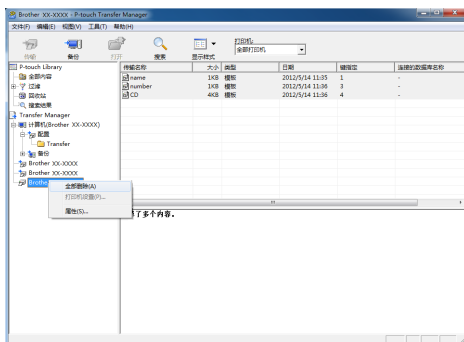 Brother XX-XXXX - P-touch Transfer Manager
文件(F) 编辑(E) 视图(V) 工具(T) 帮助(H)
传输 备份 打开 搜索 显示样式 打印机: 全部打印机
P-touch Library
全部内容
过滤
回收站
搜索结果
Transfer Manager
计算机(Brother XX-XXXX)
配置
Transfer
备份
Brother XX-XXXX
Brother XX-XXXX
Brothe
传输名称 大小 类型 日期 键指定 连接的数据库名称
name 1KB 模板 2012/5/14 11:35 1 -
number 1KB 模板 2012/5/14 11:36 3 -
CD 4KB 模板 2012/5/14 11:36 4 -
全部删除(A)
打印机设置(P)...
属性(S)...
了多个内容。